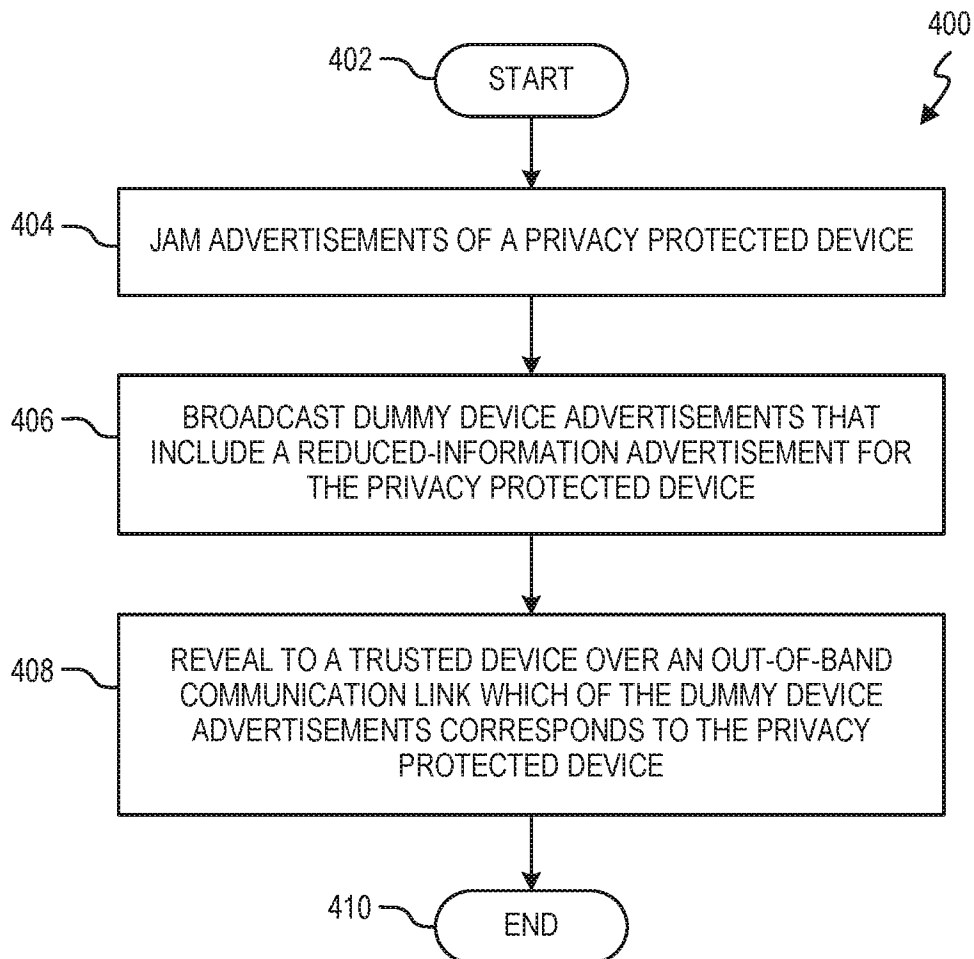 400
402
START
404
JAM ADVERTISEMENTS OF A PRIVACY PROTECTED DEVICE
406
BROADCAST DUMMY DEVICE ADVERTISEMENTS THAT
INCLUDE A REDUCED-INFORMATION ADVERTISEMENT FOR
THE PRIVACY PROTECTED DEVICE
408
REVEAL TO A TRUSTED DEVICE OVER AN OUT-OF-BAND
COMMUNICATION LINK WHICH OF THE DUMMY DEVICE
ADVERTISEMENTS CORRESPONDS TO THE PRIVACY
PROTECTED DEVICE
410
END